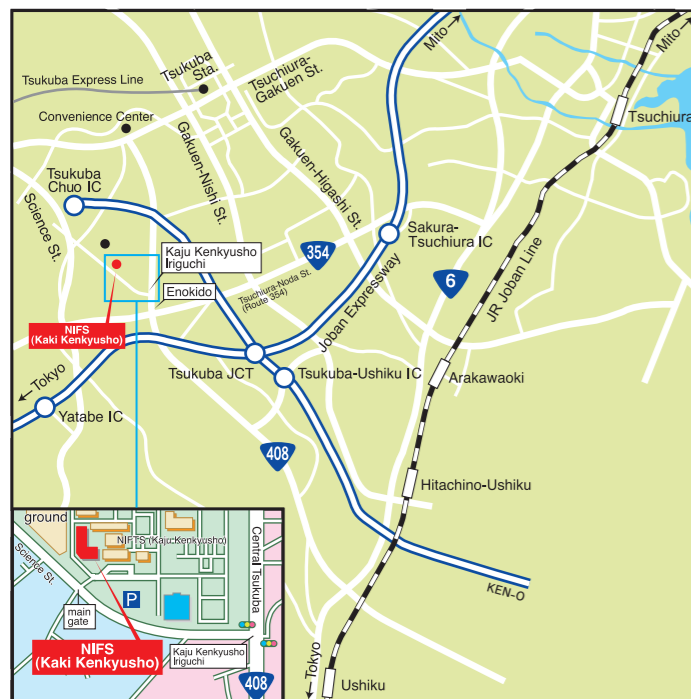 Mito→
Mito→
Tsukuba
Sta.
Tsukuba Express Line
Tsuchiura-
Gakuen St.
Convenience Center
Tsuchiura
Gakuen-Nishi St.
Gakuen-Higashi St.
Tsukuba
Chuo IC
Science St.
Kaju Kenkyusho
Iriguchi
Sakura-
Tsuchiura IC
354
6
Enokido
Tsuchiura-Noda St.
(Route 354)
Joban Expressway
JR Joban Line
NIFS
(Kaki Kenkyusho)
←Tokyo
Tsukuba JCT
Tsukuba-Ushiku IC
Arakawaoki
Yatabe IC
408
Hitachino-Ushiku
KEN-O
←Tokyo
Ushiku
ground
NIFTS (Kaju Kenkyusho)
Science St.
Central Tsukuba
P
main
gate
NIFS
(Kaki Kenkyusho)
Kaju Kenkyusho
Iriguchi
408